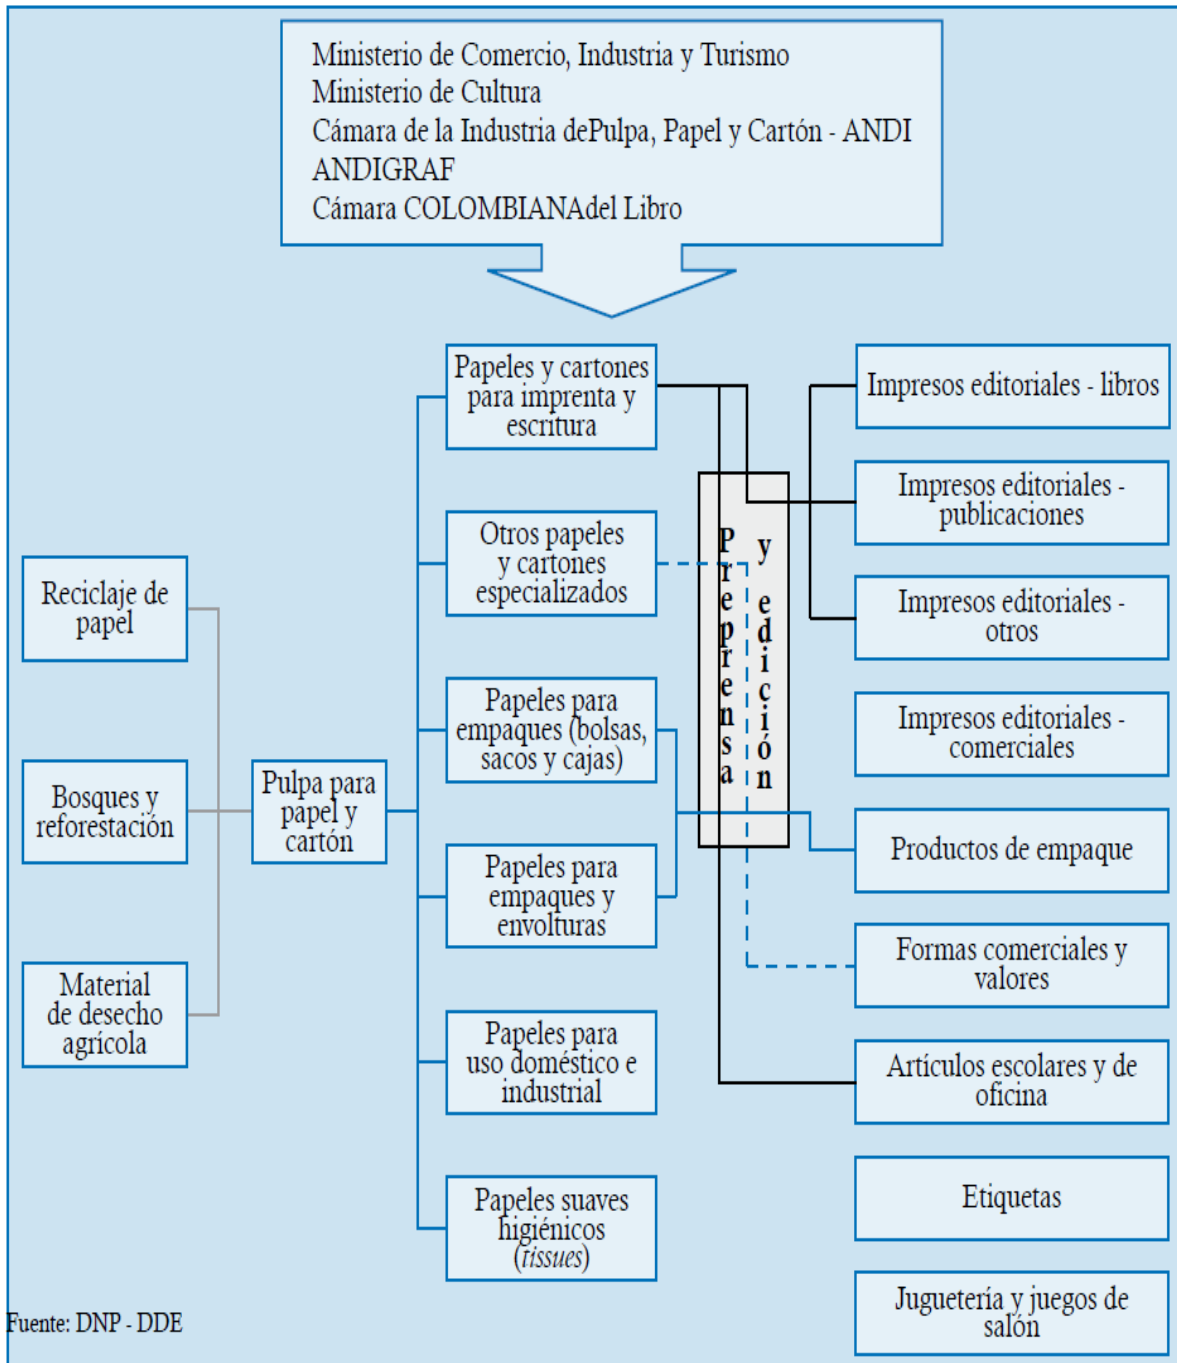 Ministerio de Comercio, Industria y Turismo
Ministerio de Cultura
Cámara de la Industria dePulpa, Papel y Cartón - ANDI
ANDIGRAF
Cámara COLOMBIANAdel Libro
Reciclaje de
papel
Bosques y
reforestación
Material
de desecho
agrícola
Pulpa para
papel y
cartón
Papeles y cartones
para imprenta y
escritura
Otros papeles
y cartones
especializados
Papeles para
empaques (bolsas,
sacos y cajas)
Papeles para
empaques y
envolturas
Papeles para
uso doméstico e
industrial
Papeles suaves
higiénicos
(tissues)
Preprensa
y edición
Impresos editoriales - libros
Impresos editoriales -
publicaciones
Impresos editoriales -
otros
Impresos editoriales -
comerciales
Productos de empaque
Formas comerciales y
valores
Artículos escolares y de
oficina
Etiquetas
Juguetería y juegos de
salón
Fuente: DNP - DDE